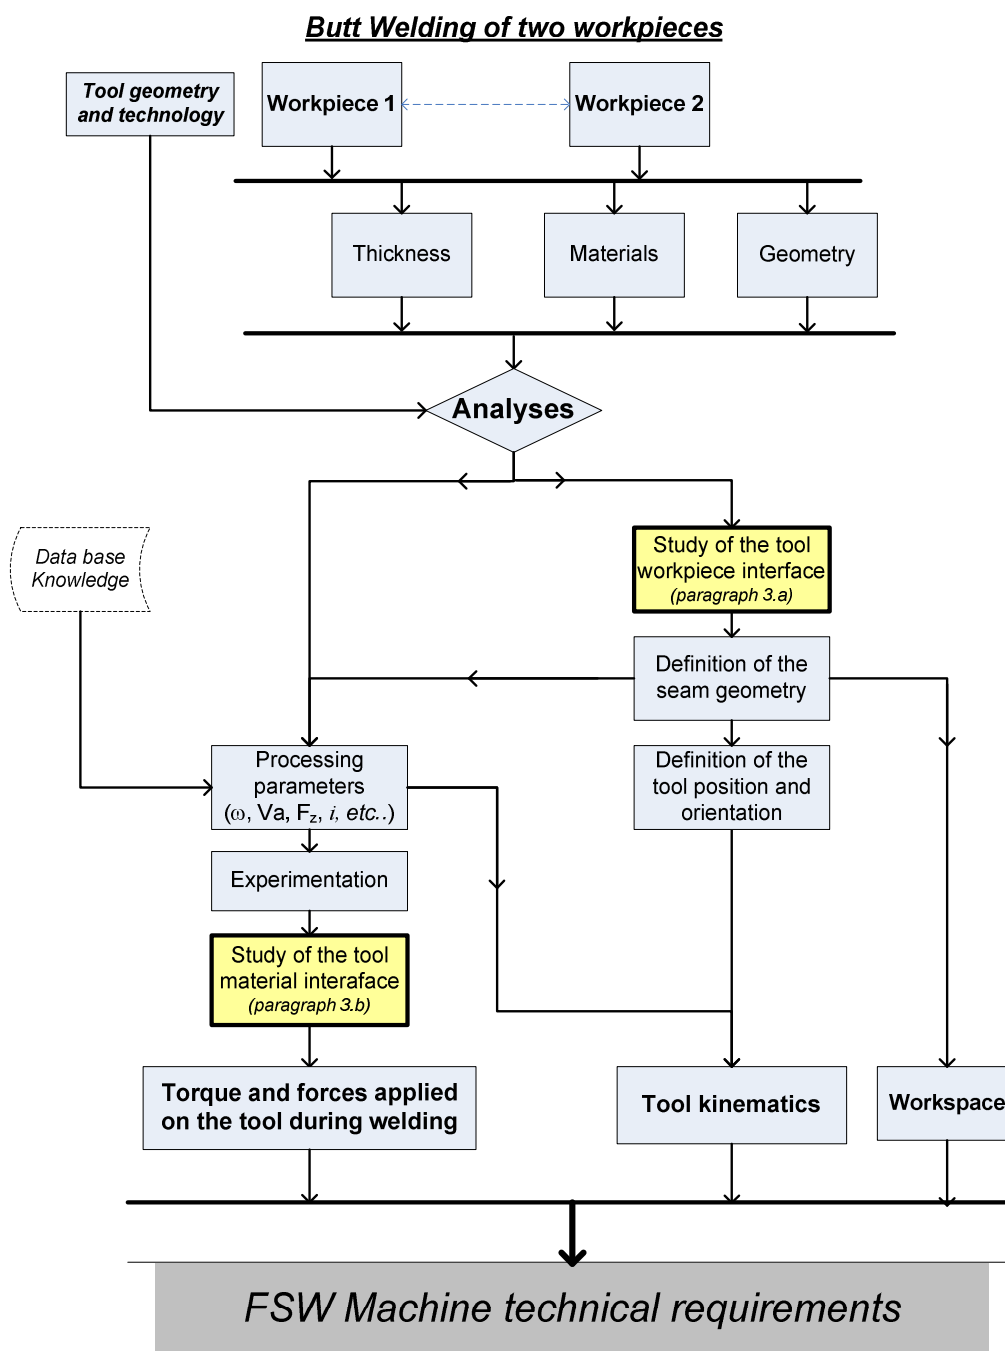 Butt Welding of two workpieces
Tool geometry
and technology
Workpiece 1
Workpiece 2
Thickness
Materials
Geometry
Analyses
Data base
Knowledge
Study of the tool
workpiece interface
(paragraph 3.a)
Definition of the
seam geometry
Processing
parameters
(ω, Va, Fz, i, etc..)
Definition of the
tool position and
orientation
Experimentation
Study of the tool
material interaface
(paragraph 3.b)
Torque and forces applied
on the tool during welding
Tool kinematics
Workspace
FSW Machine technical requirements